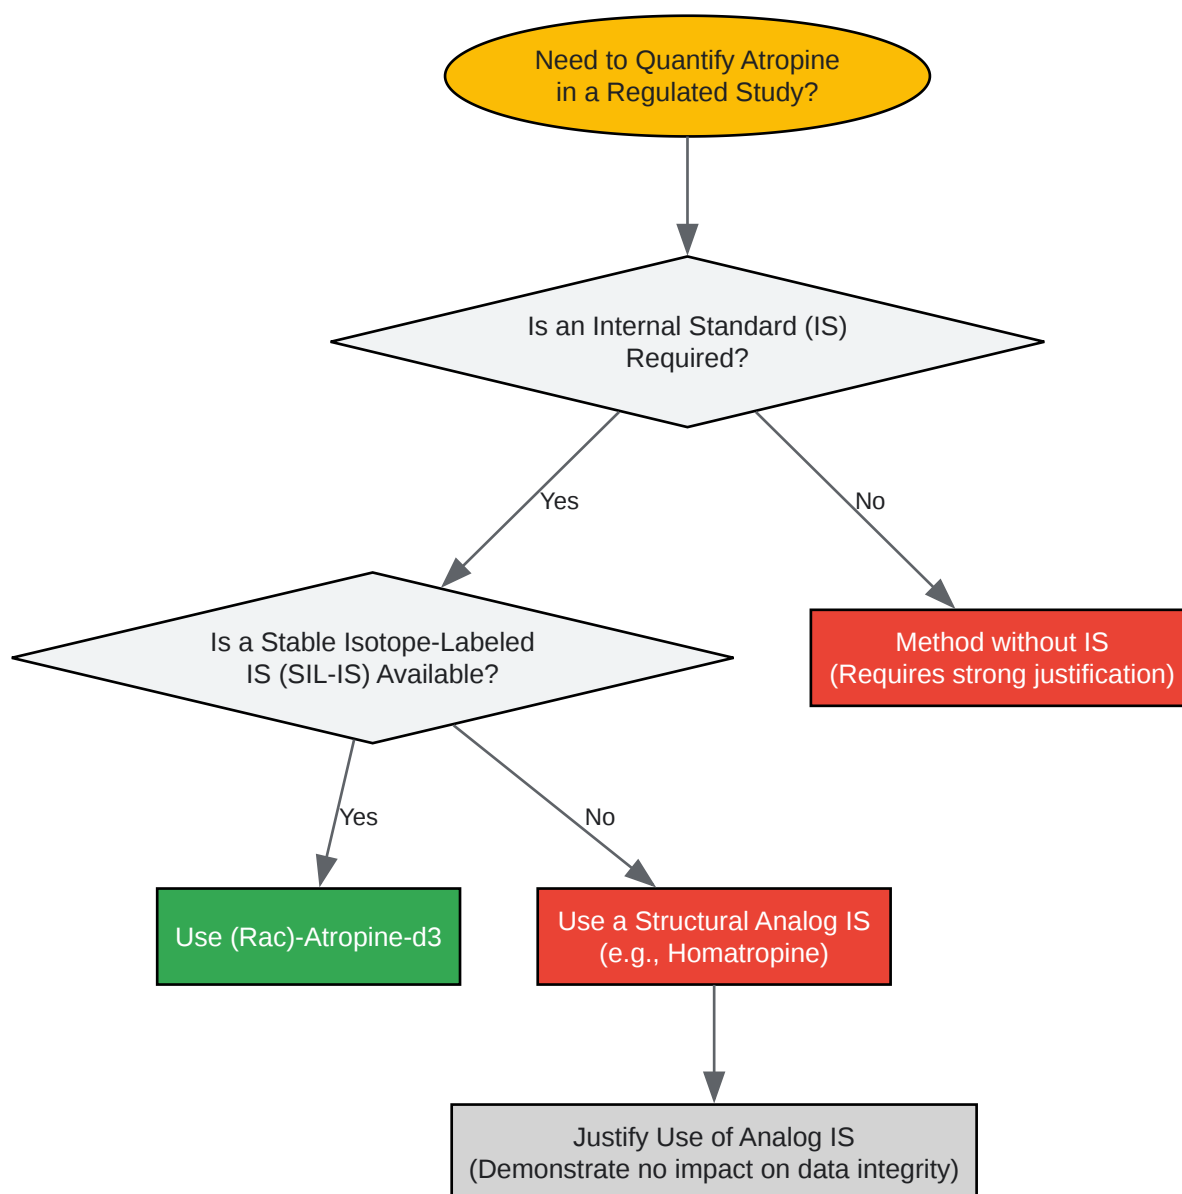 Need to Quantify Atropine
in a Regulated Study?
Is an Internal Standard (IS)
Required?
Yes
No
Is a Stable Isotope-Labeled
IS (SIL-IS) Available?
Method without IS
(Requires strong justification)
Yes
No
Use (Rac)-Atropine-d3
Use a Structural Analog IS
(e.g., Homatropine)
Justify Use of Analog IS
(Demonstrate no impact on data integrity)